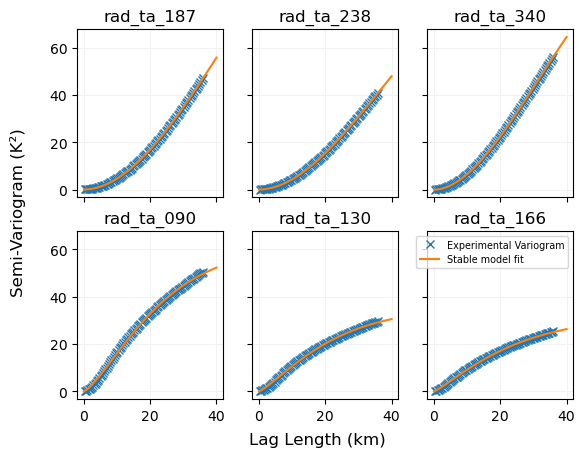 rad_ta_187 rad_ta_238 rad_ta_340
60
40
20
0
rad_ta_090 rad_ta_130 rad_ta_166
60
40
20
0
Experimental Variogram
Stable model fit
0 20 40 0 20 40 0 20 40
Lag Length (km)
Semi-Variogram (K²)